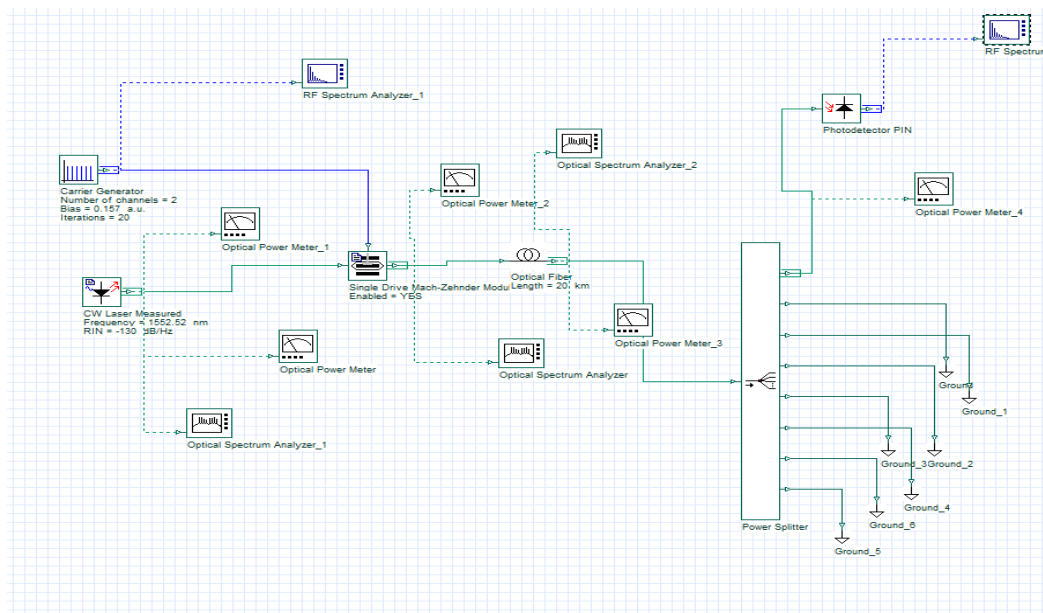 RF Spectrum
RF Spectrum Analyzer_1
Photodetector PIN
Optical Spectrum Analyzer_2
Carrier Generator
Number of channels = 2
Bias = 0.157 a.u.
Iterations = 20
Optical Power Meter_2
Optical Power Meter_4
Optical Power Meter_1
Optical Fiber
Length = 20 km
Single Drive Mach-Zehnder Modu
Enabled = YES
CW Laser Measured
Frequency = 1552.52 nm
RIN = -130 dB/Hz
Optical Power Meter_3
Optical Power Meter
Optical Spectrum Analyzer
Ground
Ground_1
Optical Spectrum Analyzer_1
Ground_3
Ground_2
Ground_4
Ground_6
Power Splitter
Ground_5